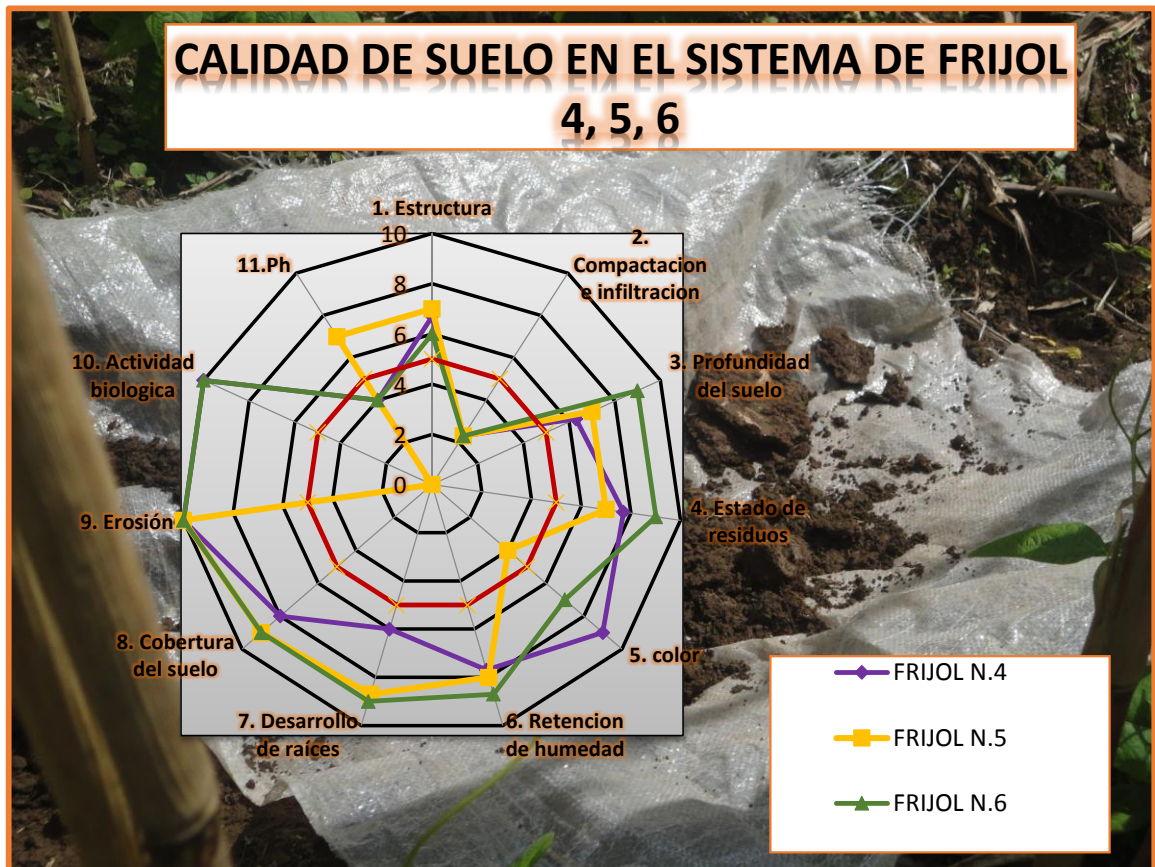 CALIDAD DE SUELO EN EL SISTEMA DE FRIJOL
4, 5, 6
1. Estructura
2.
Compactacion
e infiltracion
3. Profundidad
del suelo
4. Estado de
residuos
5. color
6. Retencion
de humedad
7. Desarrollo
de raíces
8. Cobertura
del suelo
9. Erosión
10. Actividad
biologica
11.Ph
10
8
6
4
2
0
FRIJOL N.4
FRIJOL N.5
FRIJOL N.6